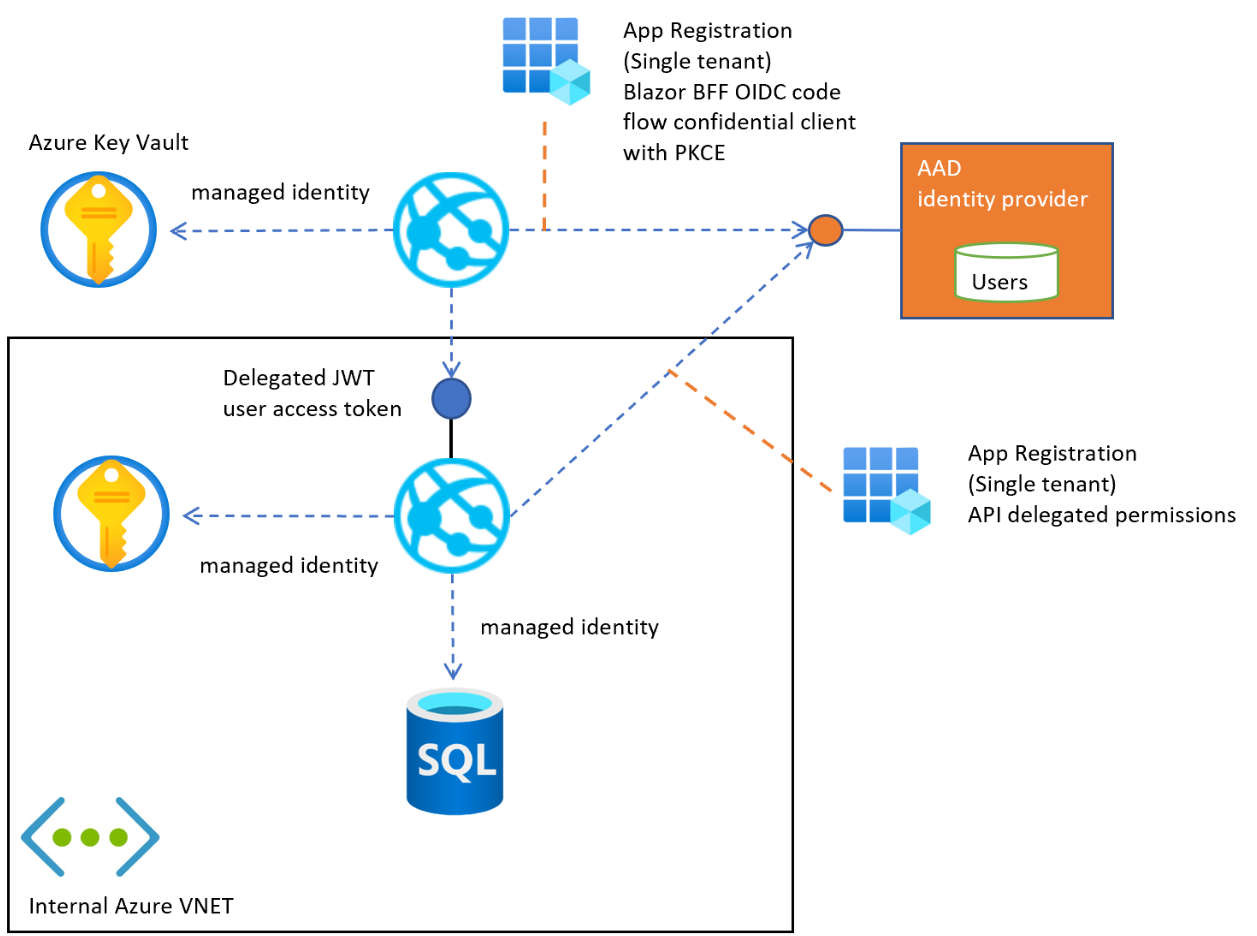 App Registration
(Single tenant)
Blazor BFF OIDC code
flow confidential client
with PKCE
Azure Key Vault
managed identity
AAD
identity provider
Users
Delegated JWT
user access token
App Registration
(Single tenant)
API delegated permissions
managed identity
managed identity
SQL
Internal Azure VNET